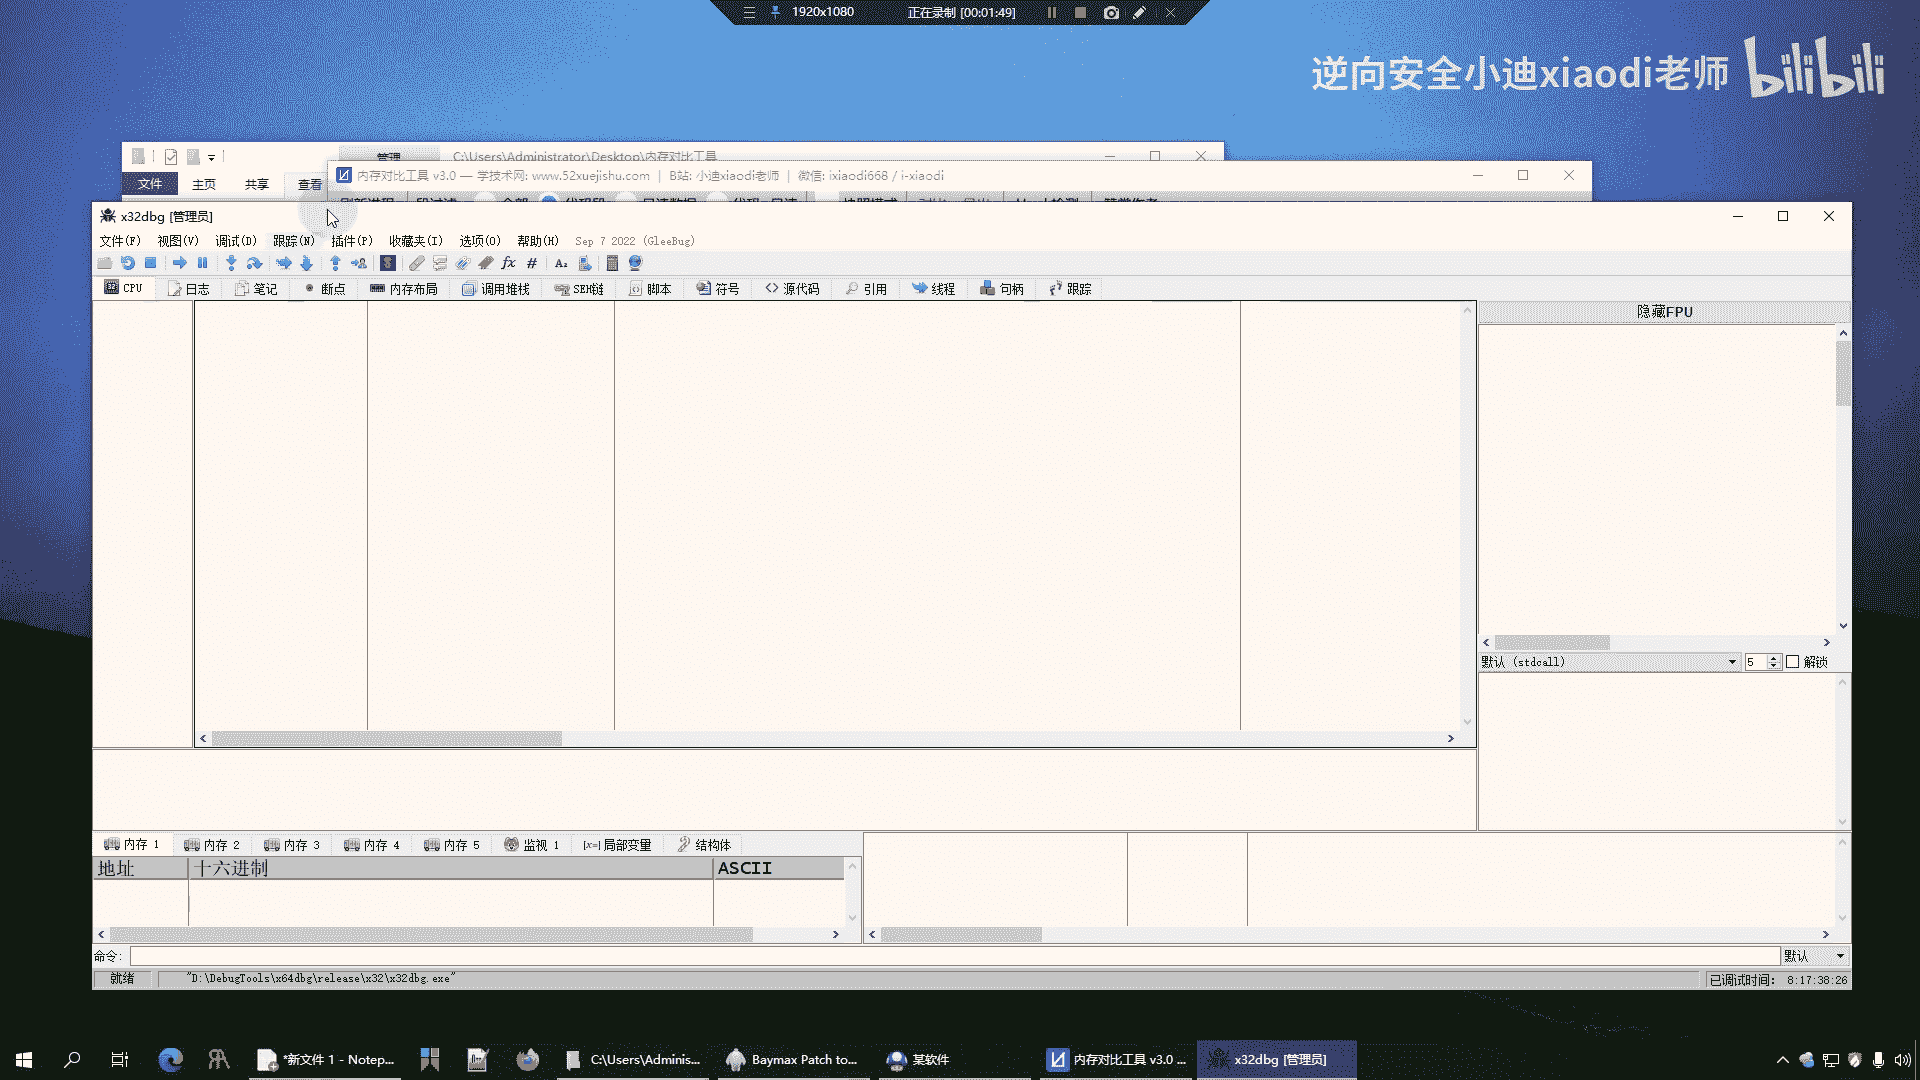 1920x1080 正在录制 [00:01:49]
逆向安全小迪xiaodi老师 bilibili
管理 C:\Users\Administrator\Desktop\内存对比工具
文件 主页 共享 查看
内存对比工具 v3.0 — 学技术网: www.52xuejishu.com | B站: 小迪xiaodi老师 | 微信: ixiaodi668 / i-xiaodi
x32dbg [管理员]
文件(F) 视图(V) 调试(D) 跟踪(N) 插件(P) 收藏夹(I) 选项(O) 帮助(H) Sep 7 2022 (GleeBug)
CPU 日志 笔记 断点 内存布局 调用堆栈 SEH链 脚本 符号 源代码 引用 线程 句柄 跟踪
隐藏FPU
默认 (stdcall) 5 解锁
内存 1 内存 2 内存 3 内存 4 内存 5 监视 1 [x=] 局部变量 结构体
地址 十六进制 ASCII
命令: 默认
就绪 "D:\DebugTools\x64dbg\release\x32\x32dbg.exe" 已调试时间: 8:17:38:26
*新文件 1 - Notep... C:\Users\Adminis... Baymax Patch to... 某软件 内存对比工具 v3.0 ... x32dbg [管理员]